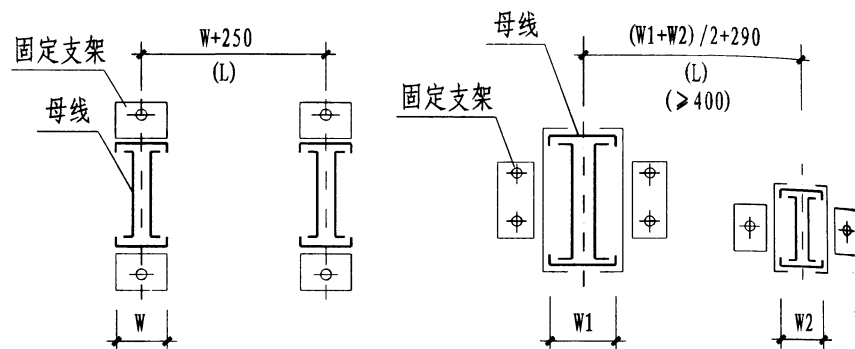 固定支架
母线
W+250
(L)
W
母线
固定支架
(W1+W2)/2+290
(L)
(≥400)
W1
W2